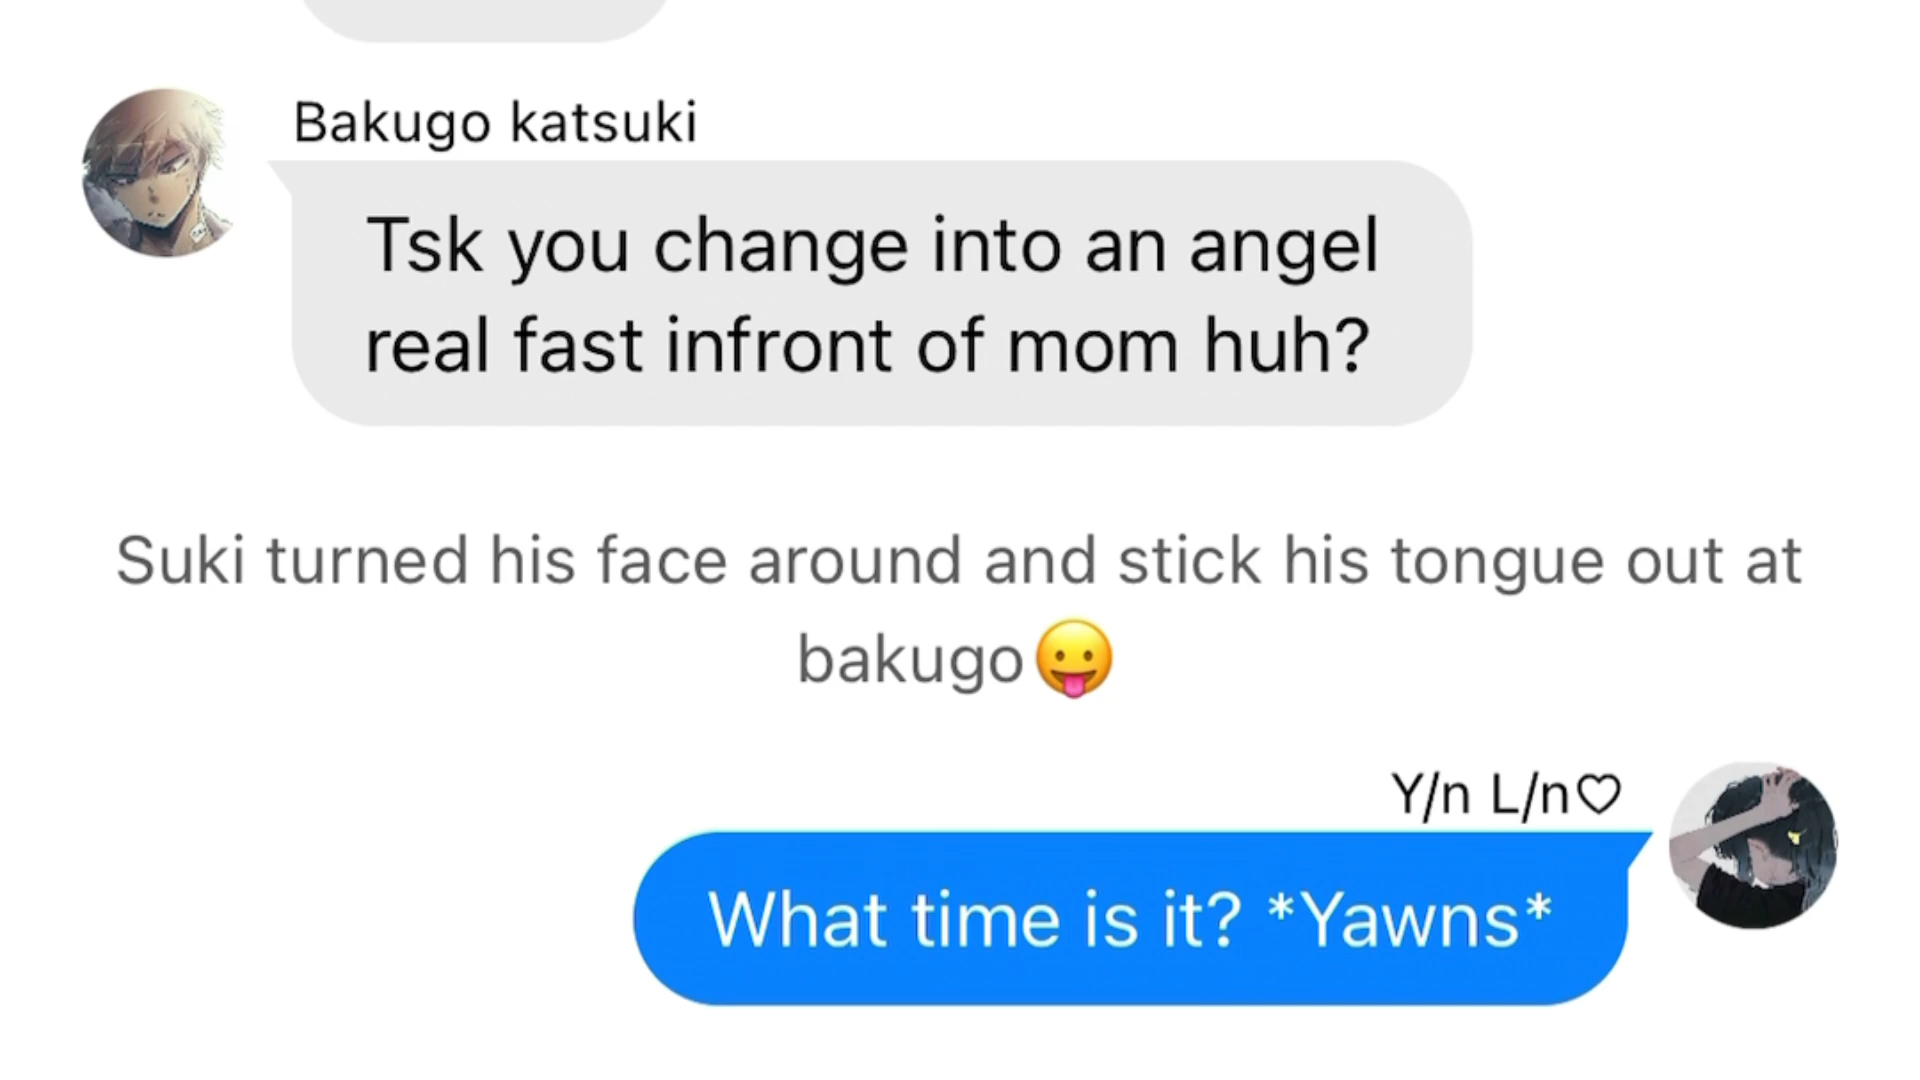 Bakugo katsuki
Tsk you change into an angel
real fast infront of mom huh?
Suki turned his face around and stick his tongue out at
bakugo😛
Y/n L/n♡
What time is it? *Yawns*